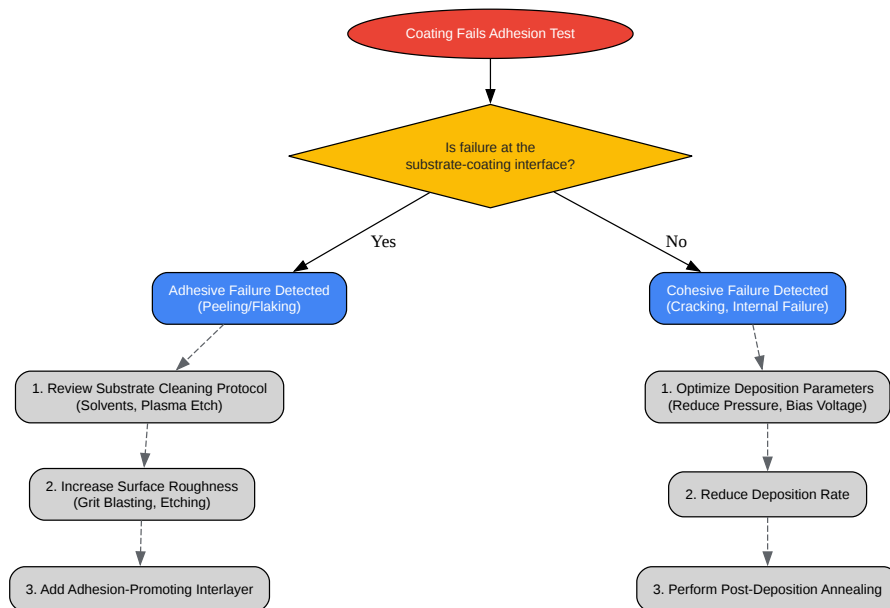 Coating Fails Adhesion Test
Is failure at the
substrate-coating interface?
Yes
No
Adhesive Failure Detected
(Peeling/Flaking)
Cohesive Failure Detected
(Cracking, Internal Failure)
1. Review Substrate Cleaning Protocol
(Solvents, Plasma Etch)
1. Optimize Deposition Parameters
(Reduce Pressure, Bias Voltage)
2. Increase Surface Roughness
(Grit Blasting, Etching)
2. Reduce Deposition Rate
3. Add Adhesion-Promoting Interlayer
3. Perform Post-Deposition Annealing